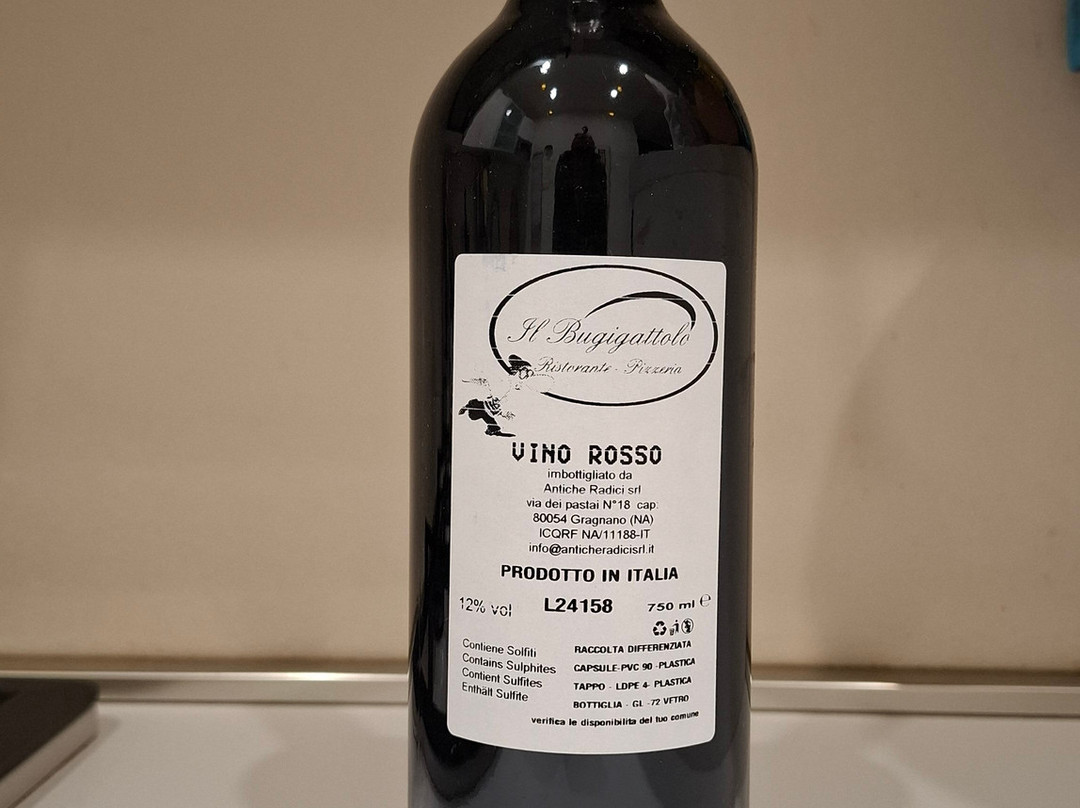 Il Bugigattolo
Ristorante - Pizzeria
VINO ROSSO
imbottigliato da
Antiche Radici srl
via dei pastai N°18 cap.
80054 Gragnano (NA)
ICQRF NA/11188-IT
info@anticheradicisrl.it
PRODOTTO IN ITALIA
12% vol L24158 750 ml e
Contiene Solfiti
Contains Sulphites
Contient Sulfites
Enthält Sulfite
RACCOLTA DIFFERENZIATA
CAPSULE-PVC 90 -PLASTICA
TAPPO - LDPE 4- PLASTICA
BOTTIGLIA - GL -72 VETRO
verifica le disponibilita del tuo comune